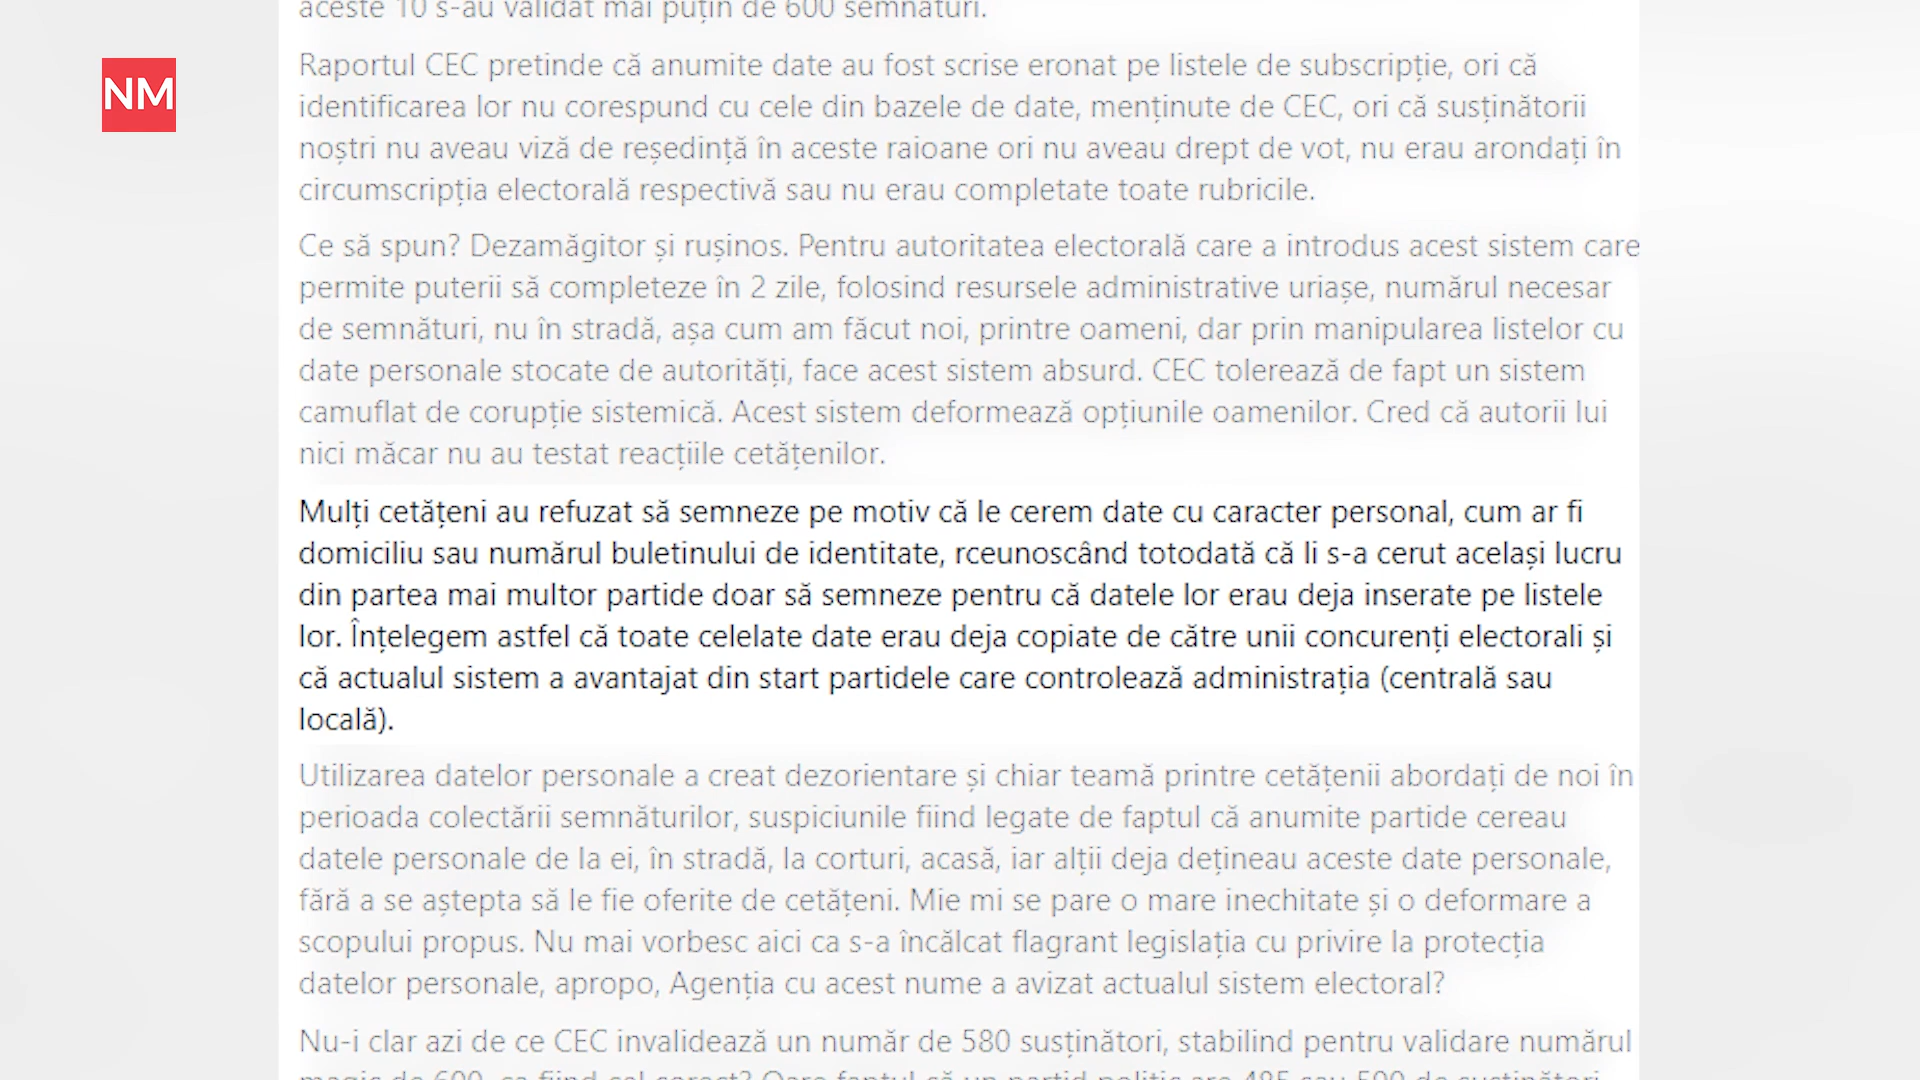 aceste 10 s-au validat mai puțin de 600 semnături.
NM
Raportul CEC pretinde că anumite date au fost scrise eronat pe listele de subscripție, ori că
identificarea lor nu corespund cu cele din bazele de date, menținute de CEC, ori că susținătorii
noștri nu aveau viză de reședință în aceste raioane ori nu aveau drept de vot, nu erau arondați în
circumscripția electorală respectivă sau nu erau completate toate rubricile.
Ce să spun? Dezamăgitor și rușinos. Pentru autoritatea electorală care a introdus acest sistem care
permite puterii să completeze în 2 zile, folosind resursele administrative uriașe, numărul necesar
de semnături, nu în stradă, așa cum am făcut noi, printre oameni, dar prin manipularea listelor cu
date personale stocate de autorități, face acest sistem absurd. CEC tolerează de fapt un sistem
camuflat de corupție sistemică. Acest sistem deformează opțiunile oamenilor. Cred că autorii lui
nici măcar nu au testat reacțiile cetățenilor.
Mulți cetățeni au refuzat să semneze pe motiv că le cerem date cu caracter personal, cum ar fi
domiciliu sau numărul buletinului de identitate, rceunoscând totodată că li s-a cerut același lucru
din partea mai multor partide doar să semneze pentru că datele lor erau deja inserate pe listele
lor. Înțelegem astfel că toate celelate date erau deja copiate de către unii concurenți electorali și
că actualul sistem a avantajat din start partidele care controlează administrația (centrală sau
locală).
Utilizarea datelor personale a creat dezorientare și chiar teamă printre cetățenii abordați de noi în
perioada colectării semnăturilor, suspiciunile fiind legate de faptul că anumite partide cereau
datele personale de la ei, în stradă, la corturi, acasă, iar alții deja dețineau aceste date personale,
fără a se aștepta să le fie oferite de cetățeni. Mie mi se pare o mare inechitate și o deformare a
scopului propus. Nu mai vorbesc aici ca s-a încălcat flagrant legislația cu privire la protecția
datelor personale, apropo, Agenția cu acest nume a avizat actualul sistem electoral?
Nu-i clar azi de ce CEC invalidează un număr de 580 susținători, stabilind pentru validare numărul